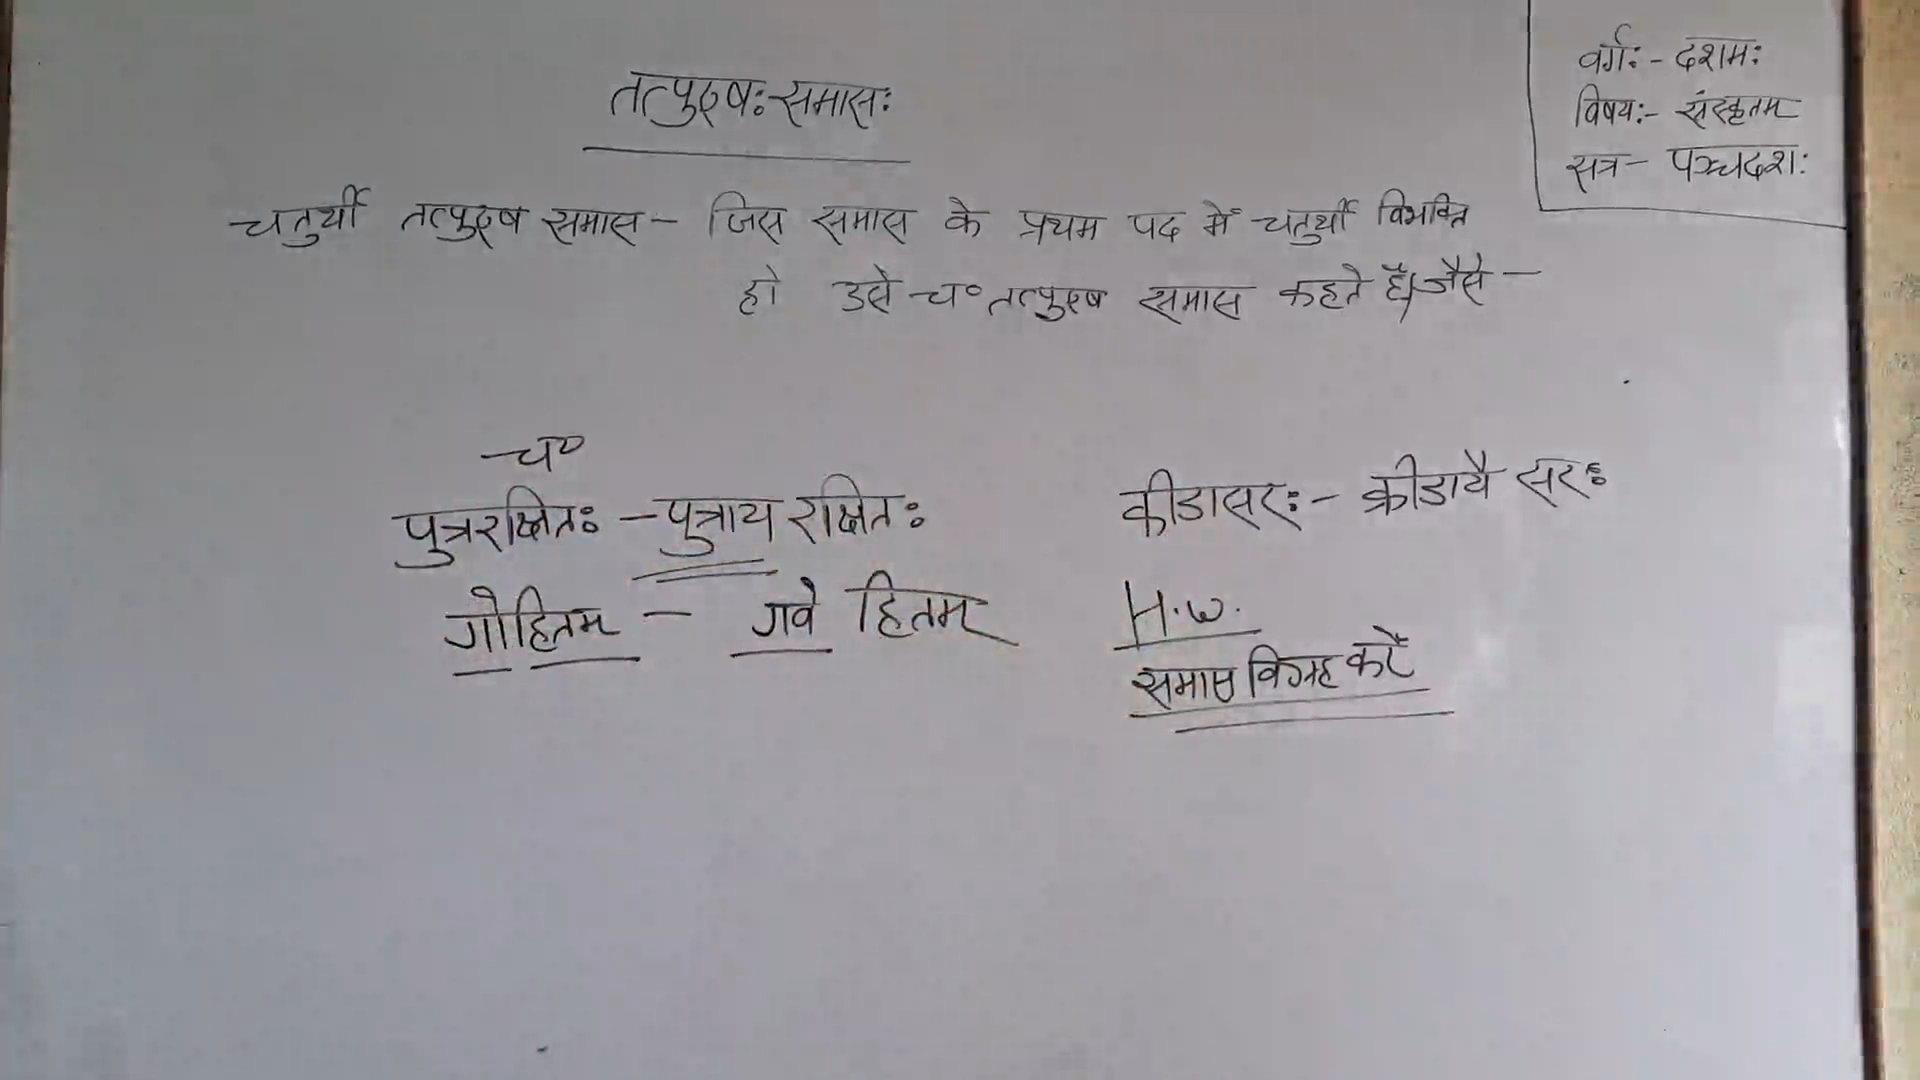 वर्गः - दशमः
विषयः- संस्कृतम
सत्र- पञ्चदशः
तत्पुरुषः समासः
चतुर्थी तत्पुरुष समास - जिस समास के प्रथम पद में चतुर्थी विभक्ति
हो उसे च० तत्पुरुष समास कहते हैं। जैसे -
च०
पुत्ररक्षितः - पुत्राय रक्षितः
गोहितम - गवे हितम्
क्रीडासरः - क्रीडायै सरः
H.W.
समास विग्रह करें